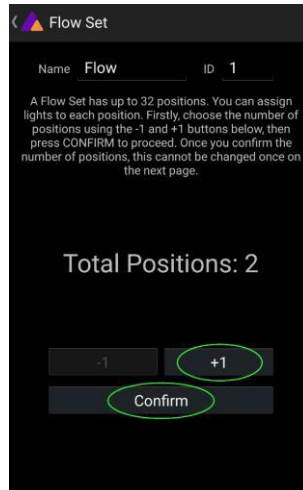 Flow Set
Name Flow ID 1
A Flow Set has up to 32 positions. You can assign
lights to each position. Firstly, choose the number of
positions using the -1 and +1 buttons below, then
press CONFIRM to proceed. Once you confirm the
number of positions, this cannot be changed once on
the next page.
Total Positions: 2
-1 +1
Confirm